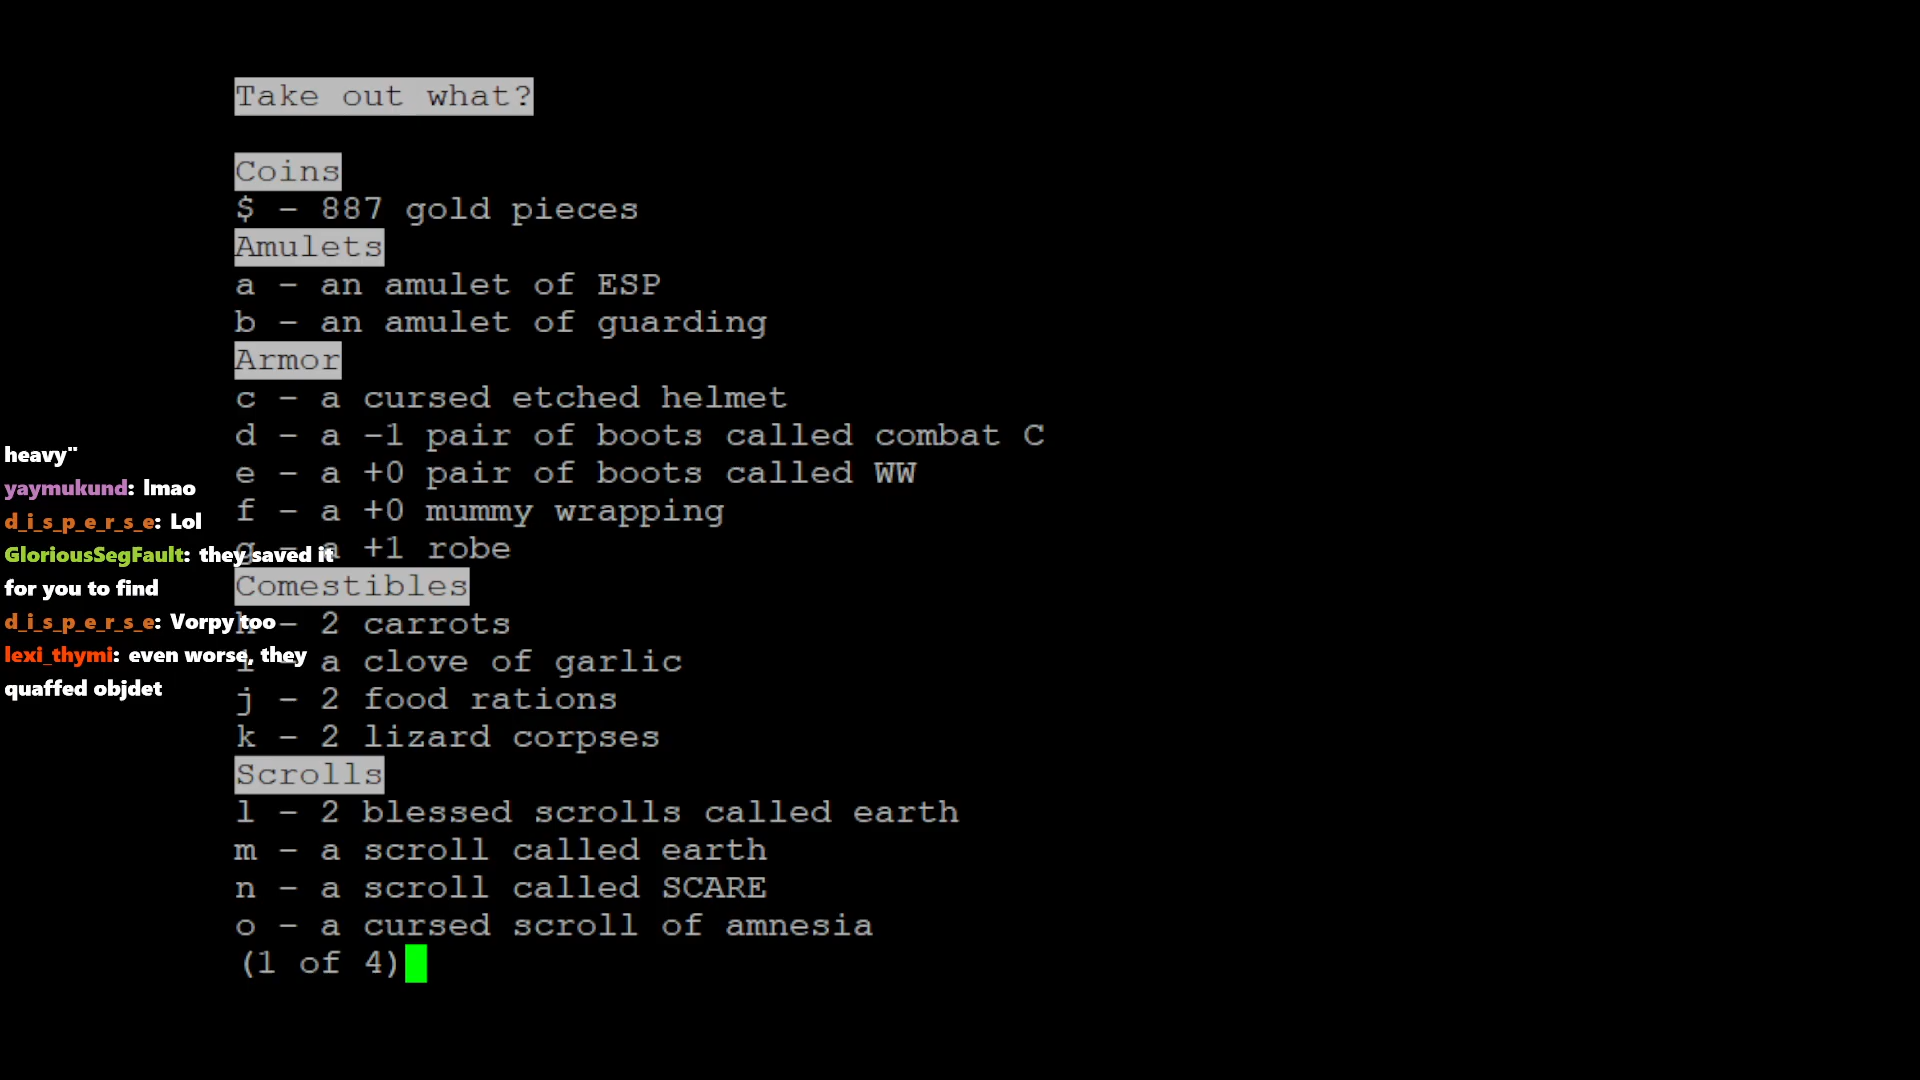 Take out what?
Coins
$ - 887 gold pieces
Amulets
a - an amulet of ESP
b - an amulet of guarding
Armor
c - a cursed etched helmet
d - a -1 pair of boots called combat C
e - a +0 pair of boots called WW
f - a +0 mummy wrapping
g - a +1 robe
Comestibles
h - 2 carrots
i - a clove of garlic
j - 2 food rations
k - 2 lizard corpses
Scrolls
l - 2 blessed scrolls called earth
m - a scroll called earth
n - a scroll called SCARE
o - a cursed scroll of amnesia
(1 of 4)
heavy"
yaymukund: lmao
d_i_s_p_e_r_s_e: Lol
GloriousSegFault: they saved it
for you to find
d_i_s_p_e_r_s_e: Vorpy too
lexi_thymi: even worse, they
quaffed objdet